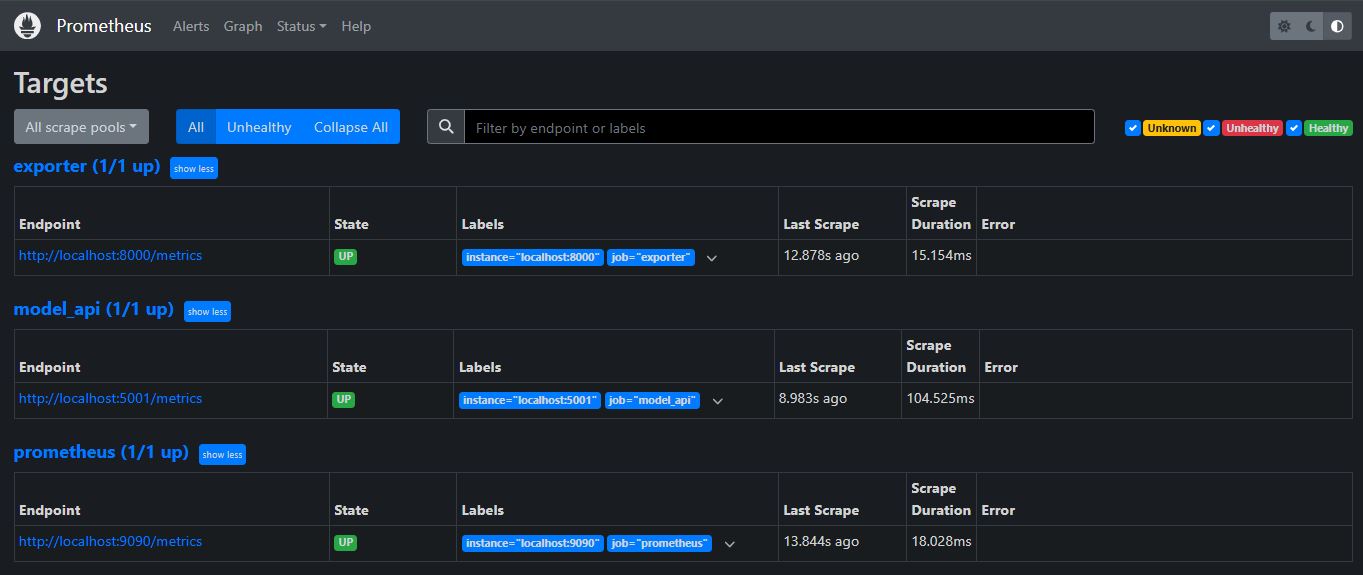 Prometheus Alerts Graph Status Help
Targets
All scrape pools All Unhealthy Collapse All Filter by endpoint or labels Unknown Unhealthy Healthy
exporter (1/1 up) show less
Endpoint State Labels Last Scrape Scrape Duration Error
http://localhost:8000/metrics UP instance="localhost:8000" job="exporter" 12.878s ago 15.154ms
model_api (1/1 up) show less
Endpoint State Labels Last Scrape Scrape Duration Error
http://localhost:5001/metrics UP instance="localhost:5001" job="model_api" 8.983s ago 104.525ms
prometheus (1/1 up) show less
Endpoint State Labels Last Scrape Scrape Duration Error
http://localhost:9090/metrics UP instance="localhost:9090" job="prometheus" 13.844s ago 18.028ms